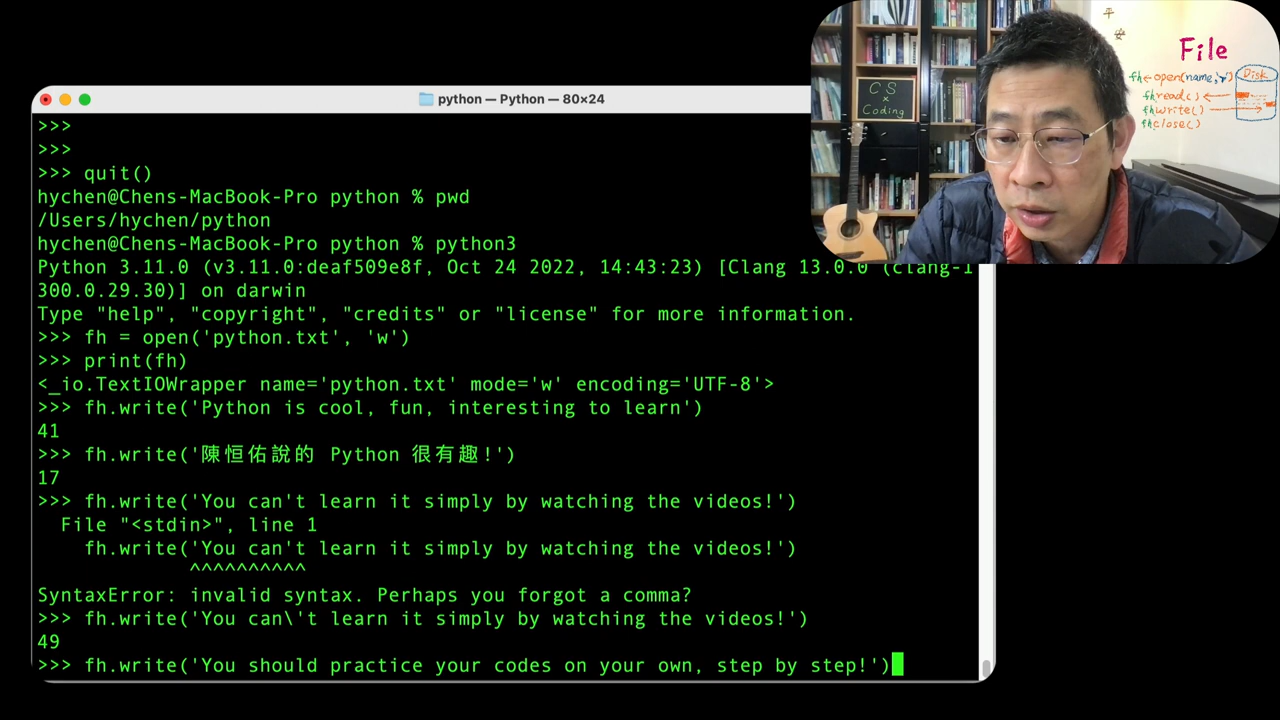 python — Python — 80×24
>>>
>>>
>>> quit()
hychen@Chens-MacBook-Pro python % pwd
/Users/hychen/python
hychen@Chens-MacBook-Pro python % python3
Python 3.11.0 (v3.11.0:deaf509e8f, Oct 24 2022, 14:43:23) [Clang 13.0.0 (clang-1
300.0.29.30)] on darwin
Type "help", "copyright", "credits" or "license" for more information.
>>> fh = open('python.txt', 'w')
>>> print(fh)
<_io.TextIOWrapper name='python.txt' mode='w' encoding='UTF-8'>
>>> fh.write('Python is cool, fun, interesting to learn')
41
>>> fh.write('陳恒佑說的 Python 很有趣!')
17
>>> fh.write('You can't learn it simply by watching the videos!')
  File "<stdin>", line 1
    fh.write('You can't learn it simply by watching the videos!')
             ^^^^^^^^^^
SyntaxError: invalid syntax. Perhaps you forgot a comma?
>>> fh.write('You can\'t learn it simply by watching the videos!')
49
>>> fh.write('You should practice your codes on your own, step by step!')
CS
×
Coding
平
安
File
fh←open(name,'r')
fh.read()
fh.write()
fh.close()
Disk